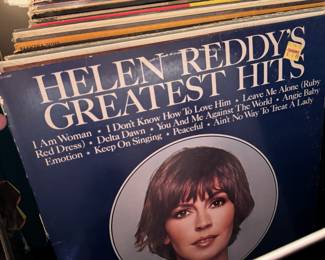 HELEN REDDY'S
GREATEST HITS
I Am Woman • I Don't Know How To Love Him • Leave Me Alone (Ruby
Red Dress) • Delta Dawn • You And Me Against The World • Angie Baby
Emotion • Keep On Singing • Peaceful • Ain't No Way To Treat A Lady